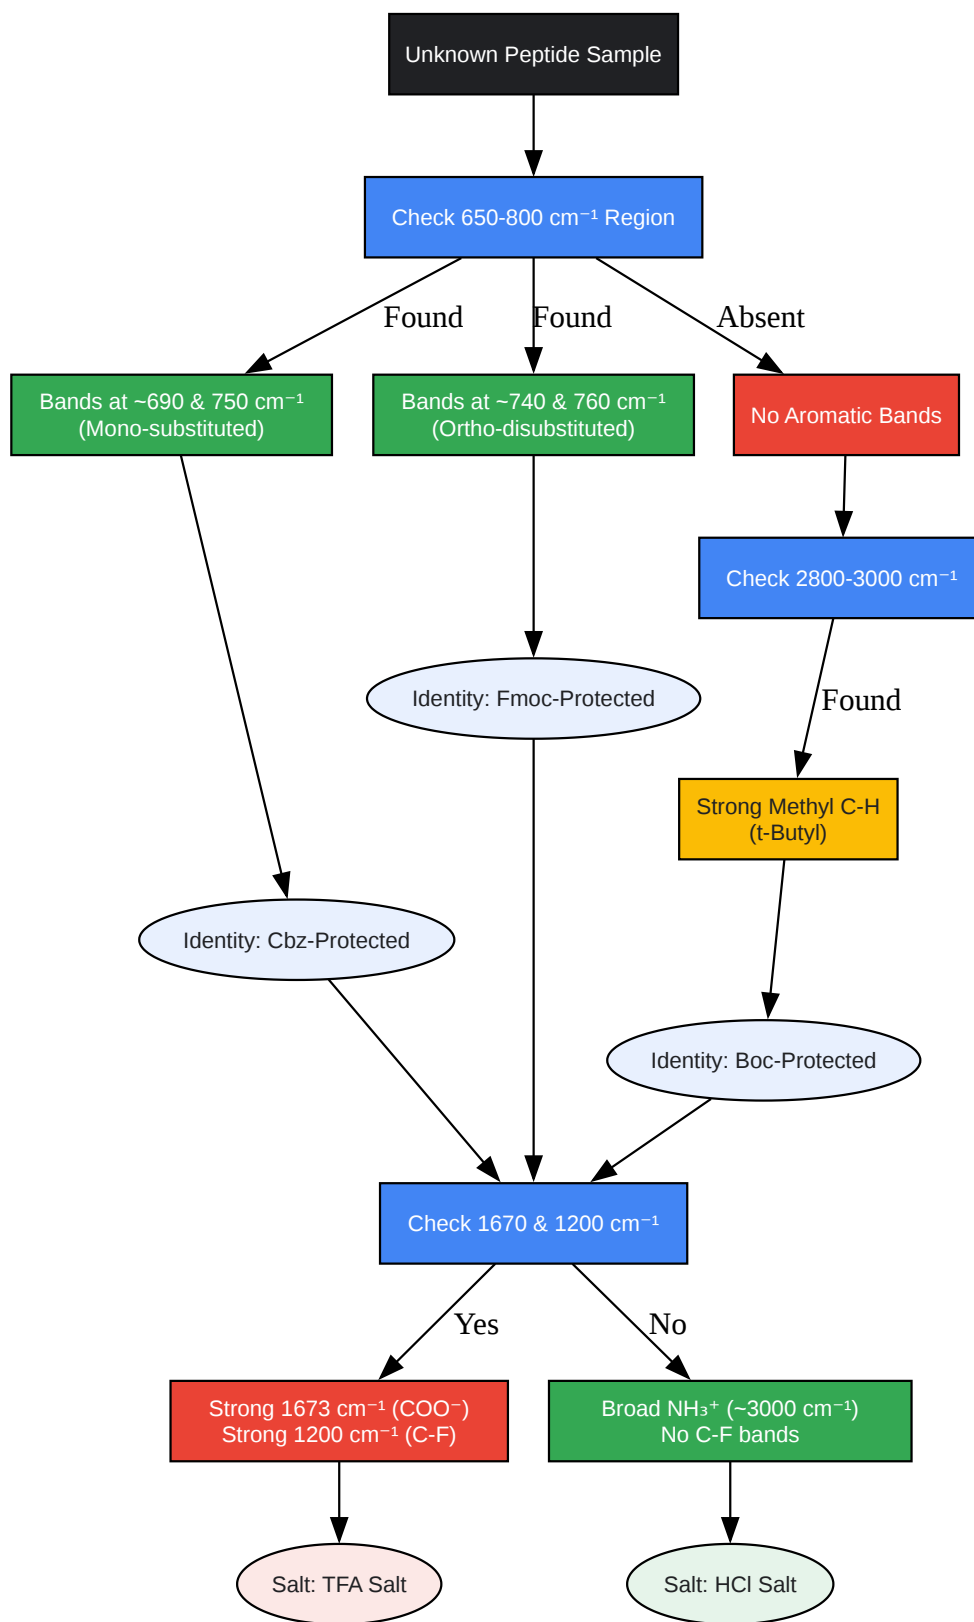 Unknown Peptide Sample
Check 650-800 cm⁻¹ Region
Found
Found
Absent
Bands at ~690 & 750 cm⁻¹
(Mono-substituted)
Bands at ~740 & 760 cm⁻¹
(Ortho-disubstituted)
No Aromatic Bands
Check 2800-3000 cm⁻¹
Identity: Fmoc-Protected
Found
Strong Methyl C-H
(t-Butyl)
Identity: Cbz-Protected
Identity: Boc-Protected
Check 1670 & 1200 cm⁻¹
Yes
No
Strong 1673 cm⁻¹ (COO⁻)
Strong 1200 cm⁻¹ (C-F)
Broad NH₃⁺ (~3000 cm⁻¹)
No C-F bands
Salt: TFA Salt
Salt: HCl Salt